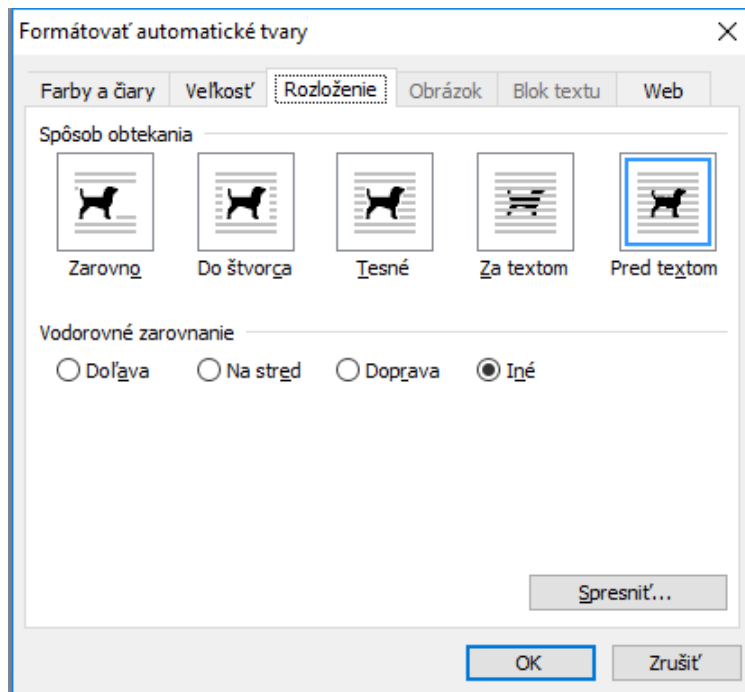 Formátovať automatické tvary
Farby a čiary Veľkosť Rozloženie Obrázok Blok textu Web
Spôsob obtekania
Zarovno Do štvorca Tesné Za textom Pred textom
Vodorovné zarovnanie
Doľava Na stred Doprava Iné
Spresniť...
OK Zrušiť